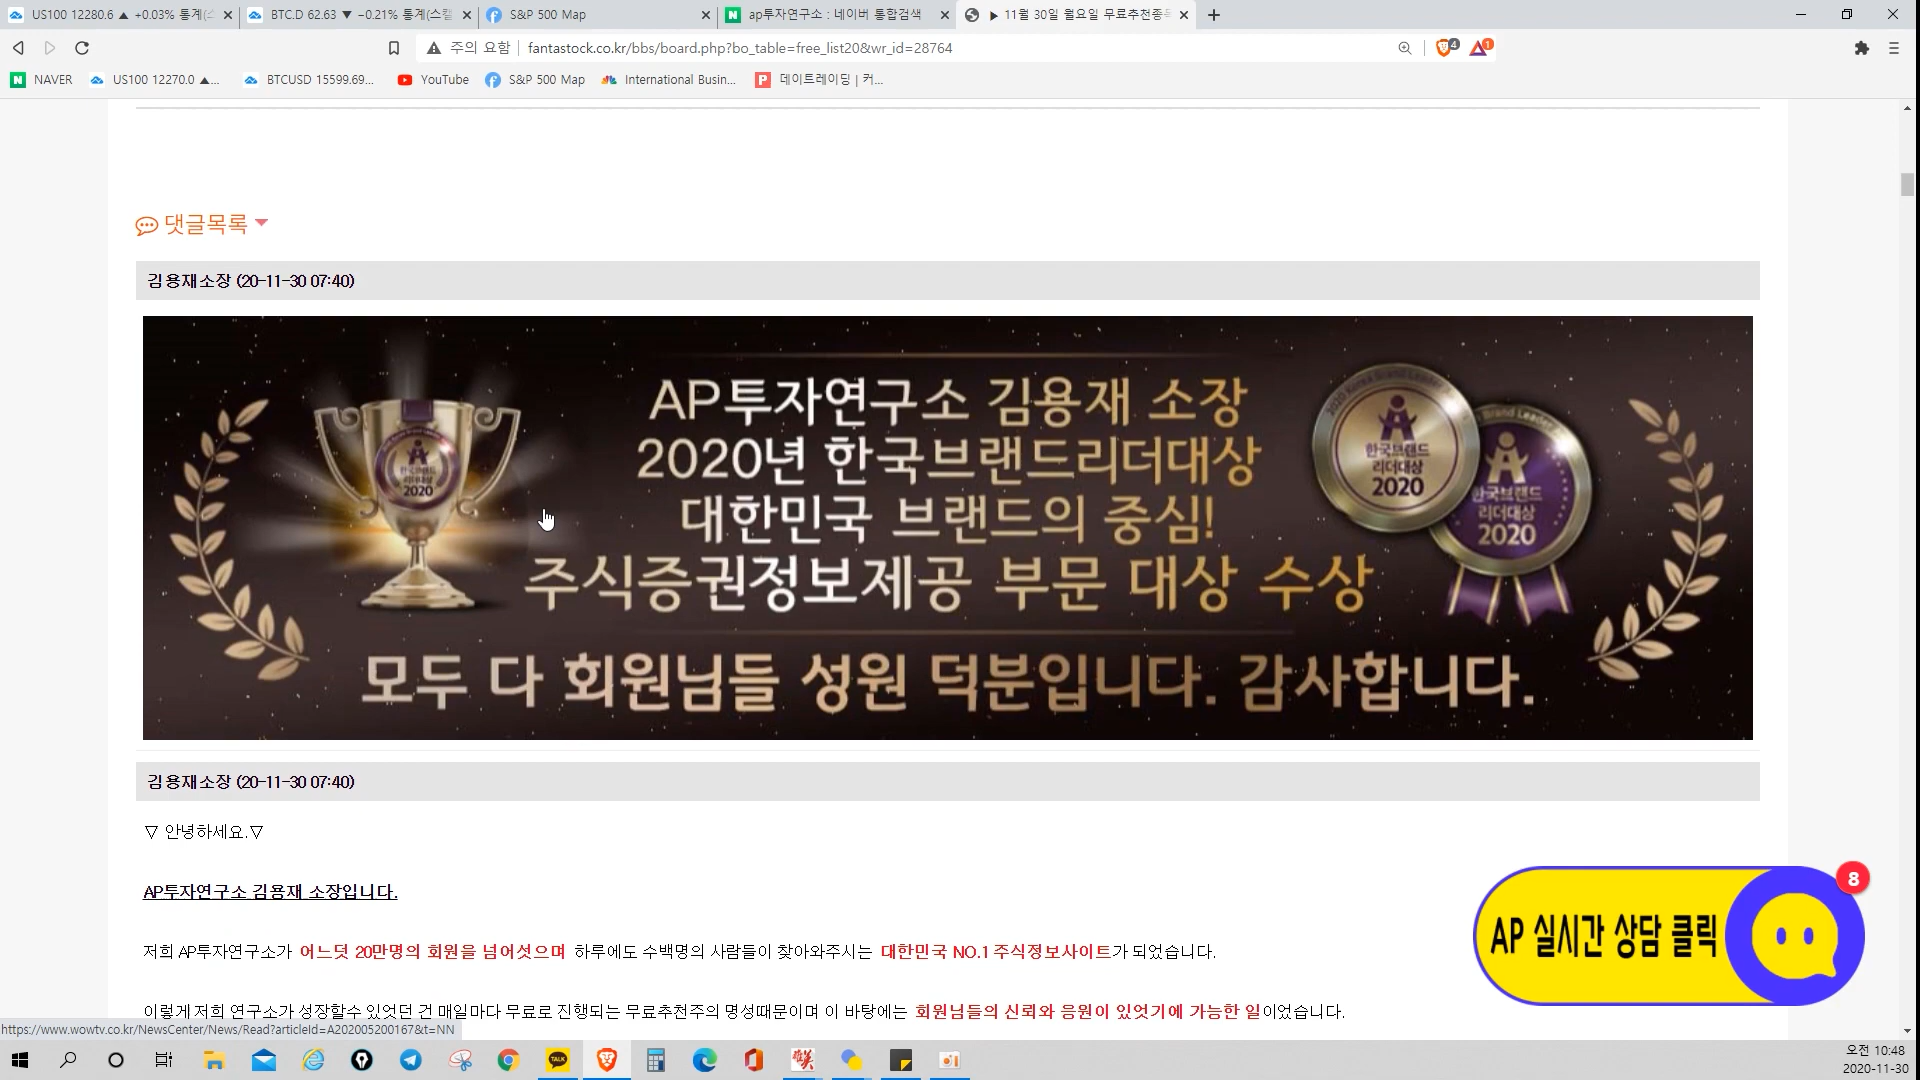 US100 12280.6 ▲ +0.03% 통계(스
BTC.D 62.63 ▼ −0.21% 통계(스캘
S&P 500 Map
ap투자연구소 : 네이버 통합검색
▶ 11월 30일 월요일 무료추천종목
주의 요함
fantastock.co.kr/bbs/board.php?bo_table=free_list20&wr_id=28764
4
1
NAVER
US100 12270.0 ▲...
BTCUSD 15599.69...
YouTube
S&P 500 Map
International Busin...
데이트레이딩 | 커...
댓글목록
김용재소장 (20-11-30 07:40)
AP투자연구소 김용재 소장
2020년 한국브랜드리더대상
대한민국 브랜드의 중심!
주식증권정보제공 부문 대상 수상
모두 다 회원님들 성원 덕분입니다. 감사합니다.
한국브랜드
리더대상
2020
한국브랜드
리더대상
2020
한국브랜드
리더대상
2020
김용재소장 (20-11-30 07:40)
▽ 안녕하세요.▽
AP투자연구소 김용재 소장입니다.
저희 AP투자연구소가 어느덧 20만명의 회원을 넘어섯으며 하루에도 수백명의 사람들이 찾아와주시는 대한민국 NO.1 주식정보사이트가 되었습니다.
이렇게 저희 연구소가 성장할수 있엇던 건 매일마다 무료로 진행되는 무료추천주의 명성때문이며 이 바탕에는 회원님들의 신뢰와 응원이 있엇기에 가능한 일이었습니다.
AP 실시간 상담 클릭
8
https://www.wowtv.co.kr/NewsCenter/News/Read?articleId=A202005200167&t=NN
TALK
오전 10:48
2020-11-30